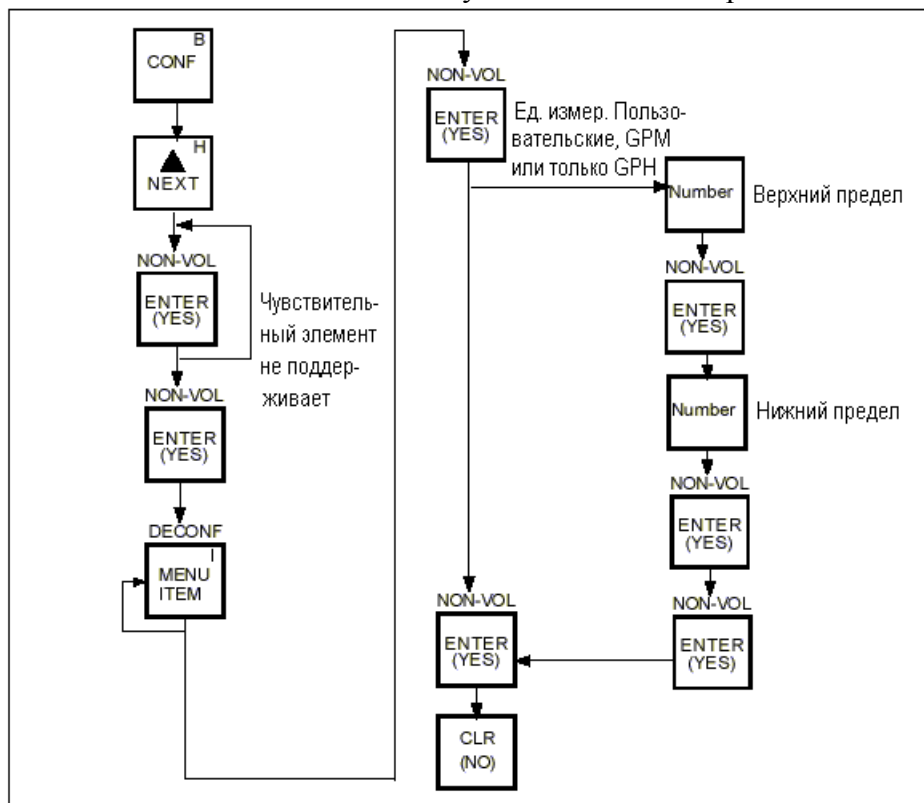 B
CONF
H
NEXT
NON-VOL
ENTER
(YES)
Чувствитель-
ный элемент
не поддер-
живает
NON-VOL
ENTER
(YES)
DECONF
I
MENU
ITEM
NON-VOL
ENTER
(YES)
Ед. измер. Пользо-
вательские, GPM
или только GPH
Number
Верхний предел
NON-VOL
ENTER
(YES)
Number
Нижний предел
NON-VOL
ENTER
(YES)
NON-VOL
ENTER
(YES)
NON-VOL
ENTER
(YES)
CLR
(NO)